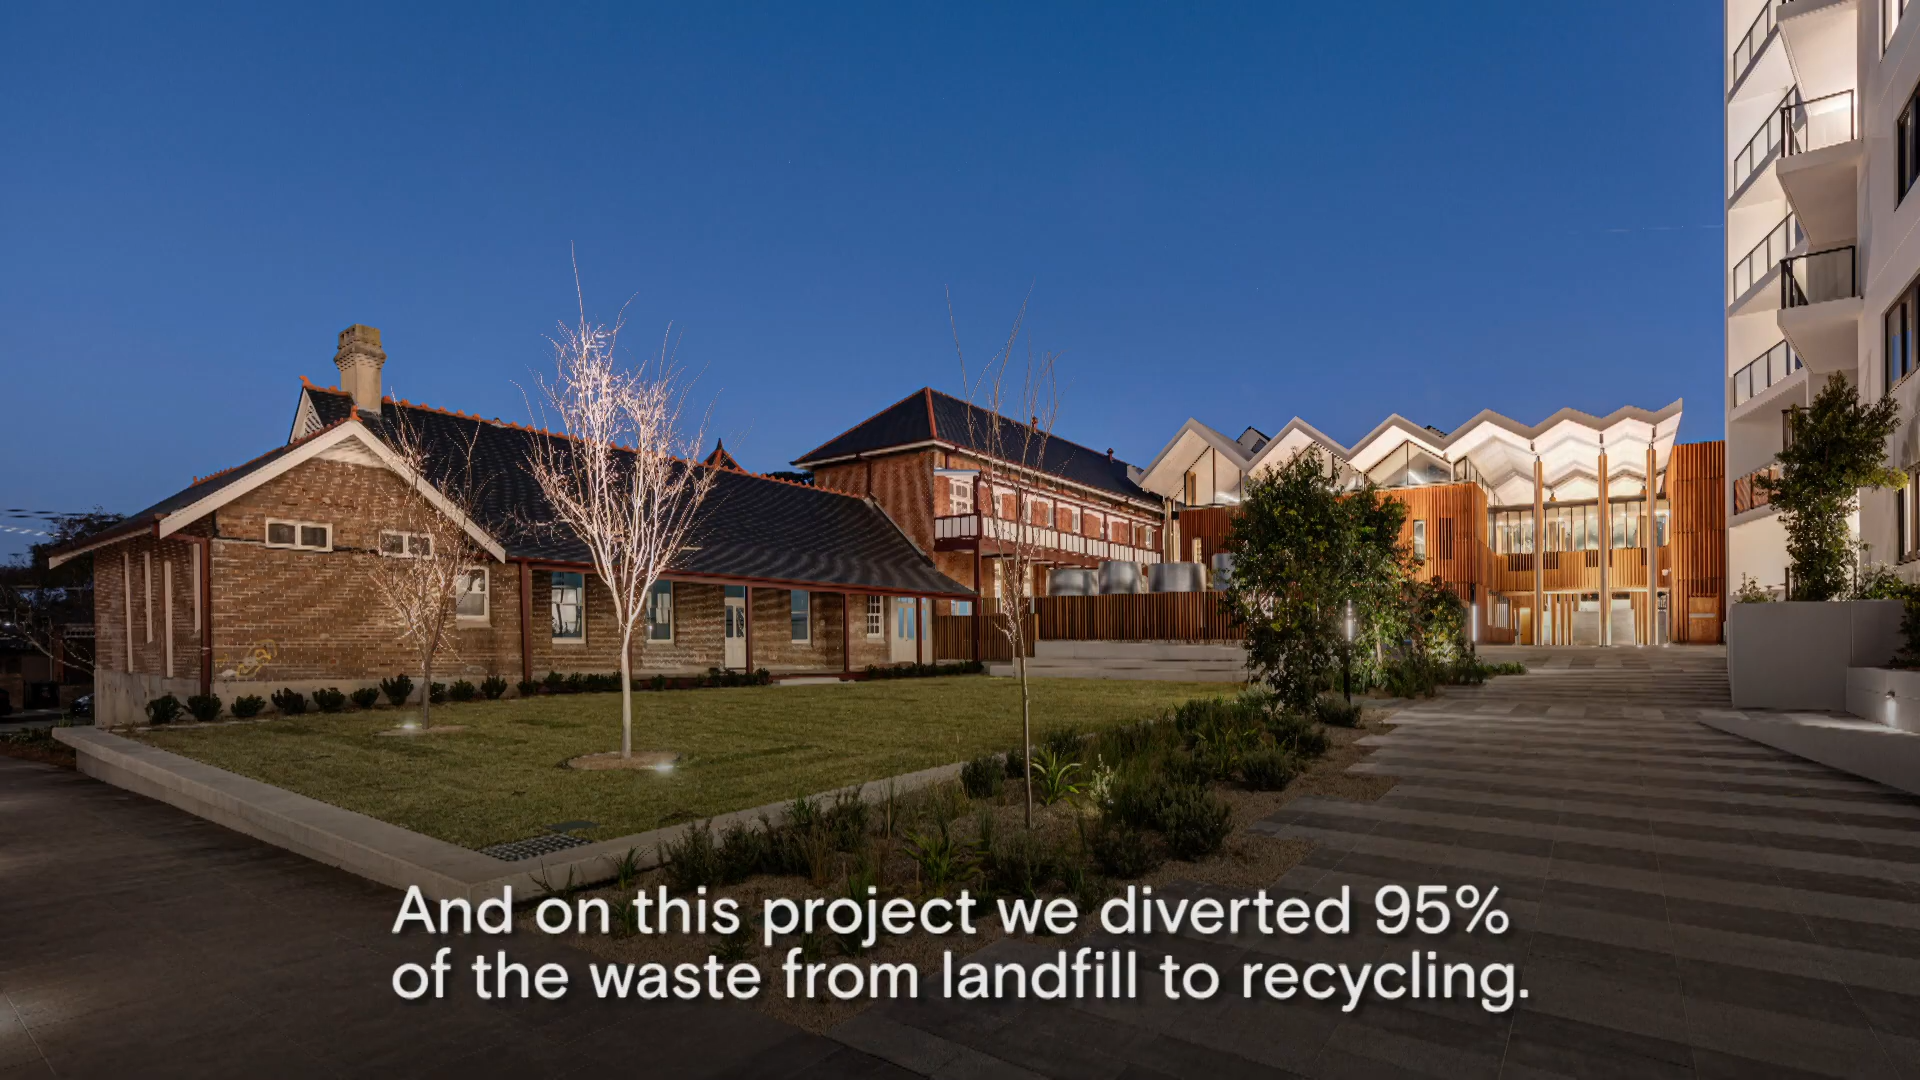 And on this project we diverted 95%
of the waste from landfill to recycling.